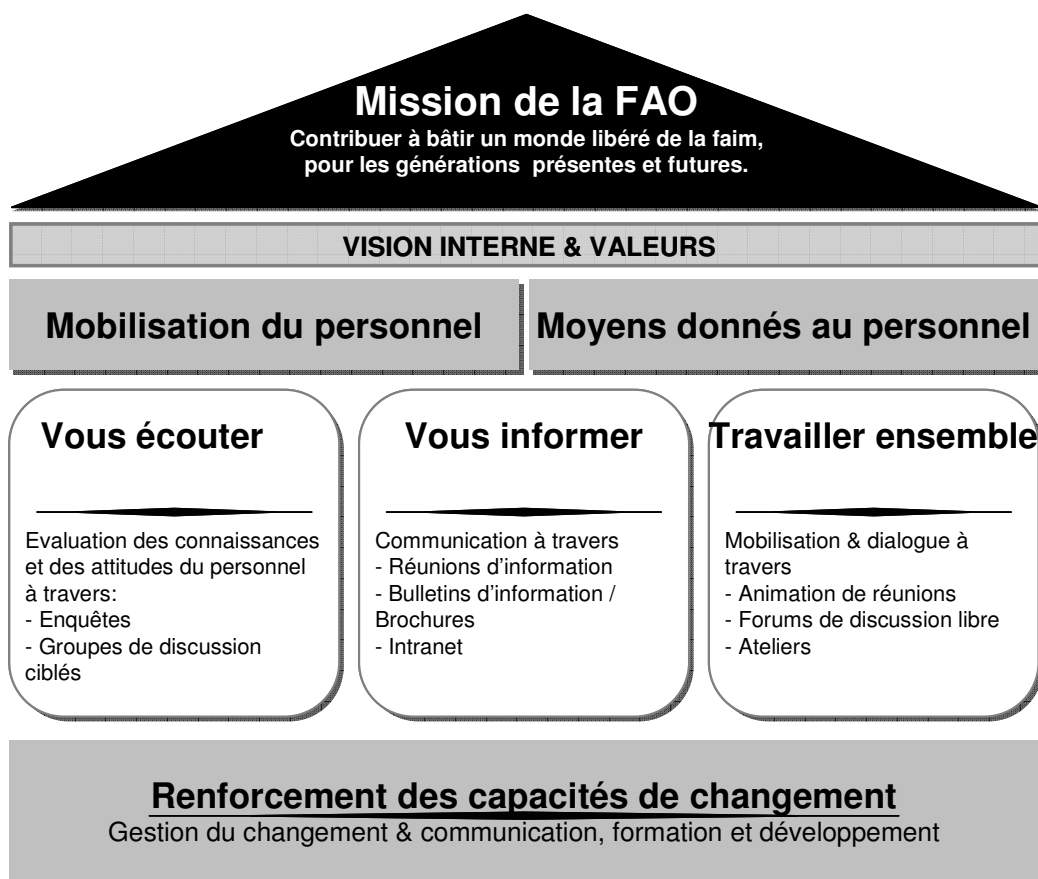 Mission de la FAO
Contribuer à bâtir un monde libéré de la faim,
pour les générations présentes et futures.
VISION INTERNE & VALEURS
Mobilisation du personnel
Moyens donnés au personnel
Vous écouter
Evaluation des connaissances
et des attitudes du personnel
à travers:
- Enquêtes
- Groupes de discussion
ciblés
Vous informer
Communication à travers
- Réunions d'information
- Bulletins d'information /
Brochures
- Intranet
Travailler ensemble
Mobilisation & dialogue à
travers
- Animation de réunions
- Forums de discussion libre
- Ateliers
Renforcement des capacités de changement
Gestion du changement & communication, formation et développement